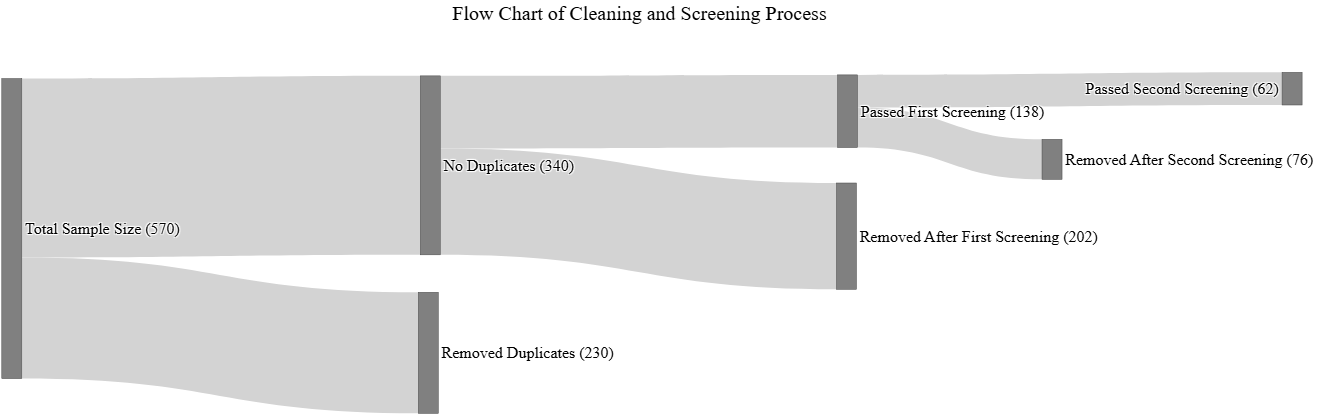 Flow Chart of Cleaning and Screening Process
Passed Second Screening (62)
Passed First Screening (138)
Removed After Second Screening (76)
No Duplicates (340)
Total Sample Size (570)
Removed After First Screening (202)
Removed Duplicates (230)